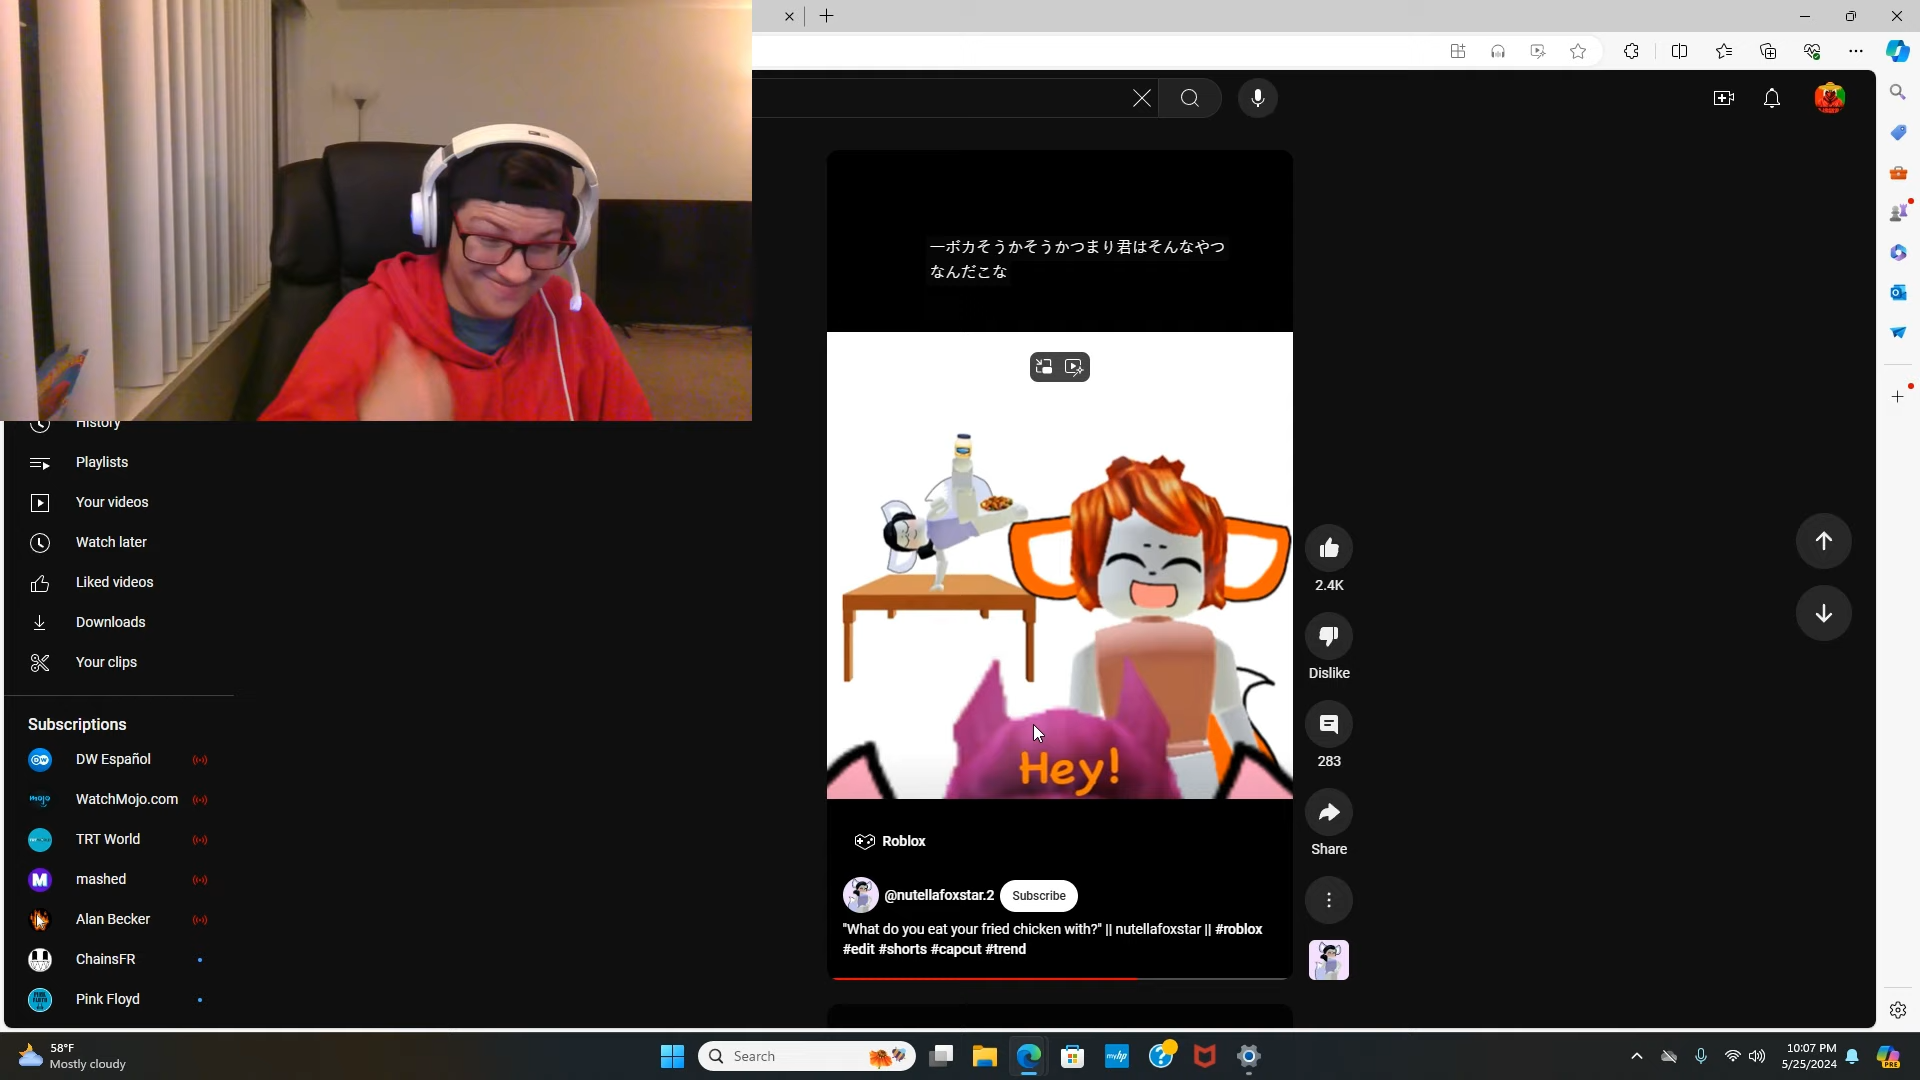 一ボカそうかそうかつまり君はそんなやつ
なんだこな
Hey!
Roblox
@nutellafoxstar.2
Subscribe
"What do you eat your fried chicken with?" || nutellafoxstar || #roblox
#edit #shorts #capcut #trend
2.4K
Dislike
283
Share
History
Playlists
Your videos
Watch later
Liked videos
Downloads
Your clips
Subscriptions
DW Español
WatchMojo.com
TRT World
mashed
Alan Becker
ChainsFR
Pink Floyd
58°F
Mostly cloudy
Search
10:07 PM
5/25/2024